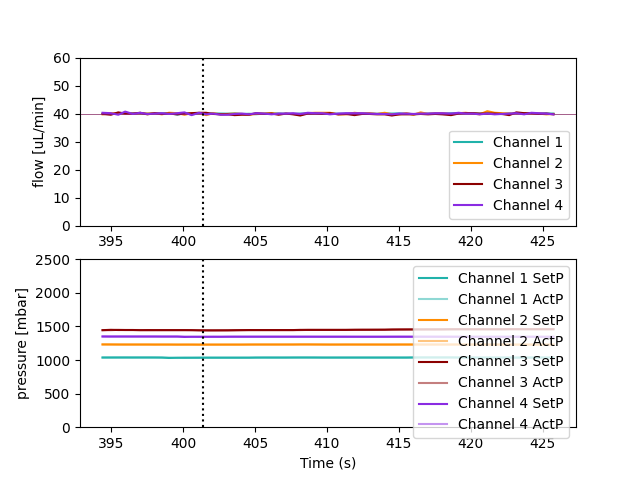 60
50
40
30
20
10
0
flow [uL/min]
Channel 1
Channel 2
Channel 3
Channel 4
395 400 405 410 415 420 425
2500
2000
1500
1000
500
0
pressure [mbar]
Channel 1 SetP
Channel 1 ActP
Channel 2 SetP
Channel 2 ActP
Channel 3 SetP
Channel 3 ActP
Channel 4 SetP
Channel 4 ActP
395 400 405 410 415 420 425
Time (s)